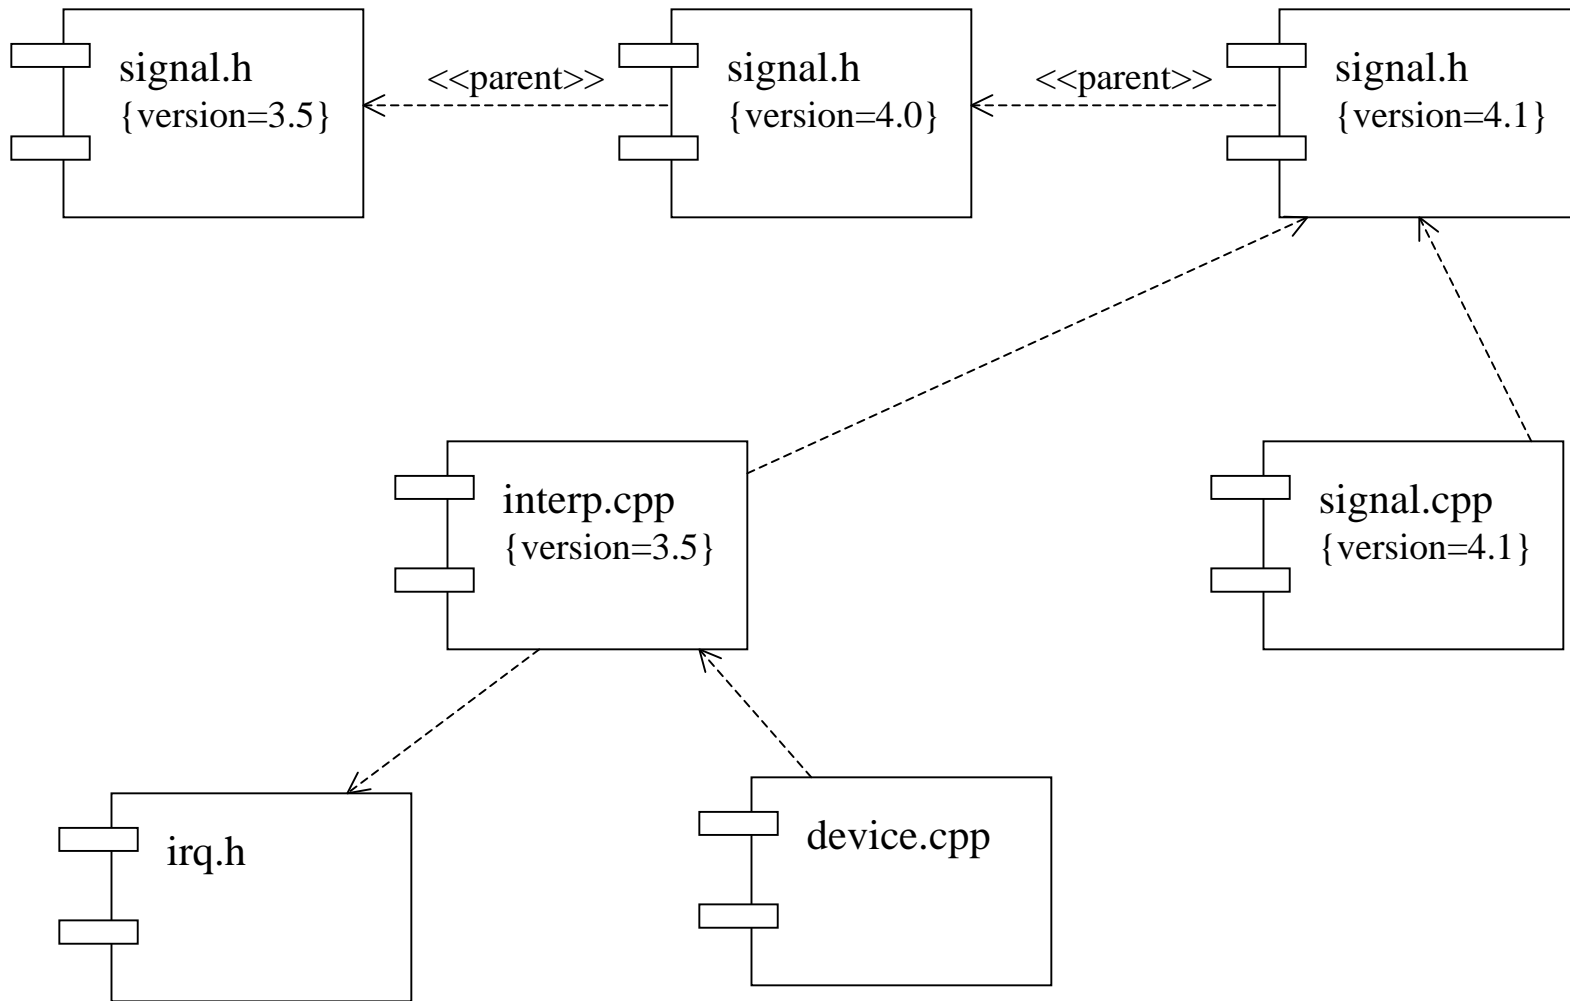 signal.h
{version=3.5}
<<parent>>
signal.h
{version=4.0}
<<parent>>
signal.h
{version=4.1}
interp.cpp
{version=3.5}
signal.cpp
{version=4.1}
irq.h
device.cpp